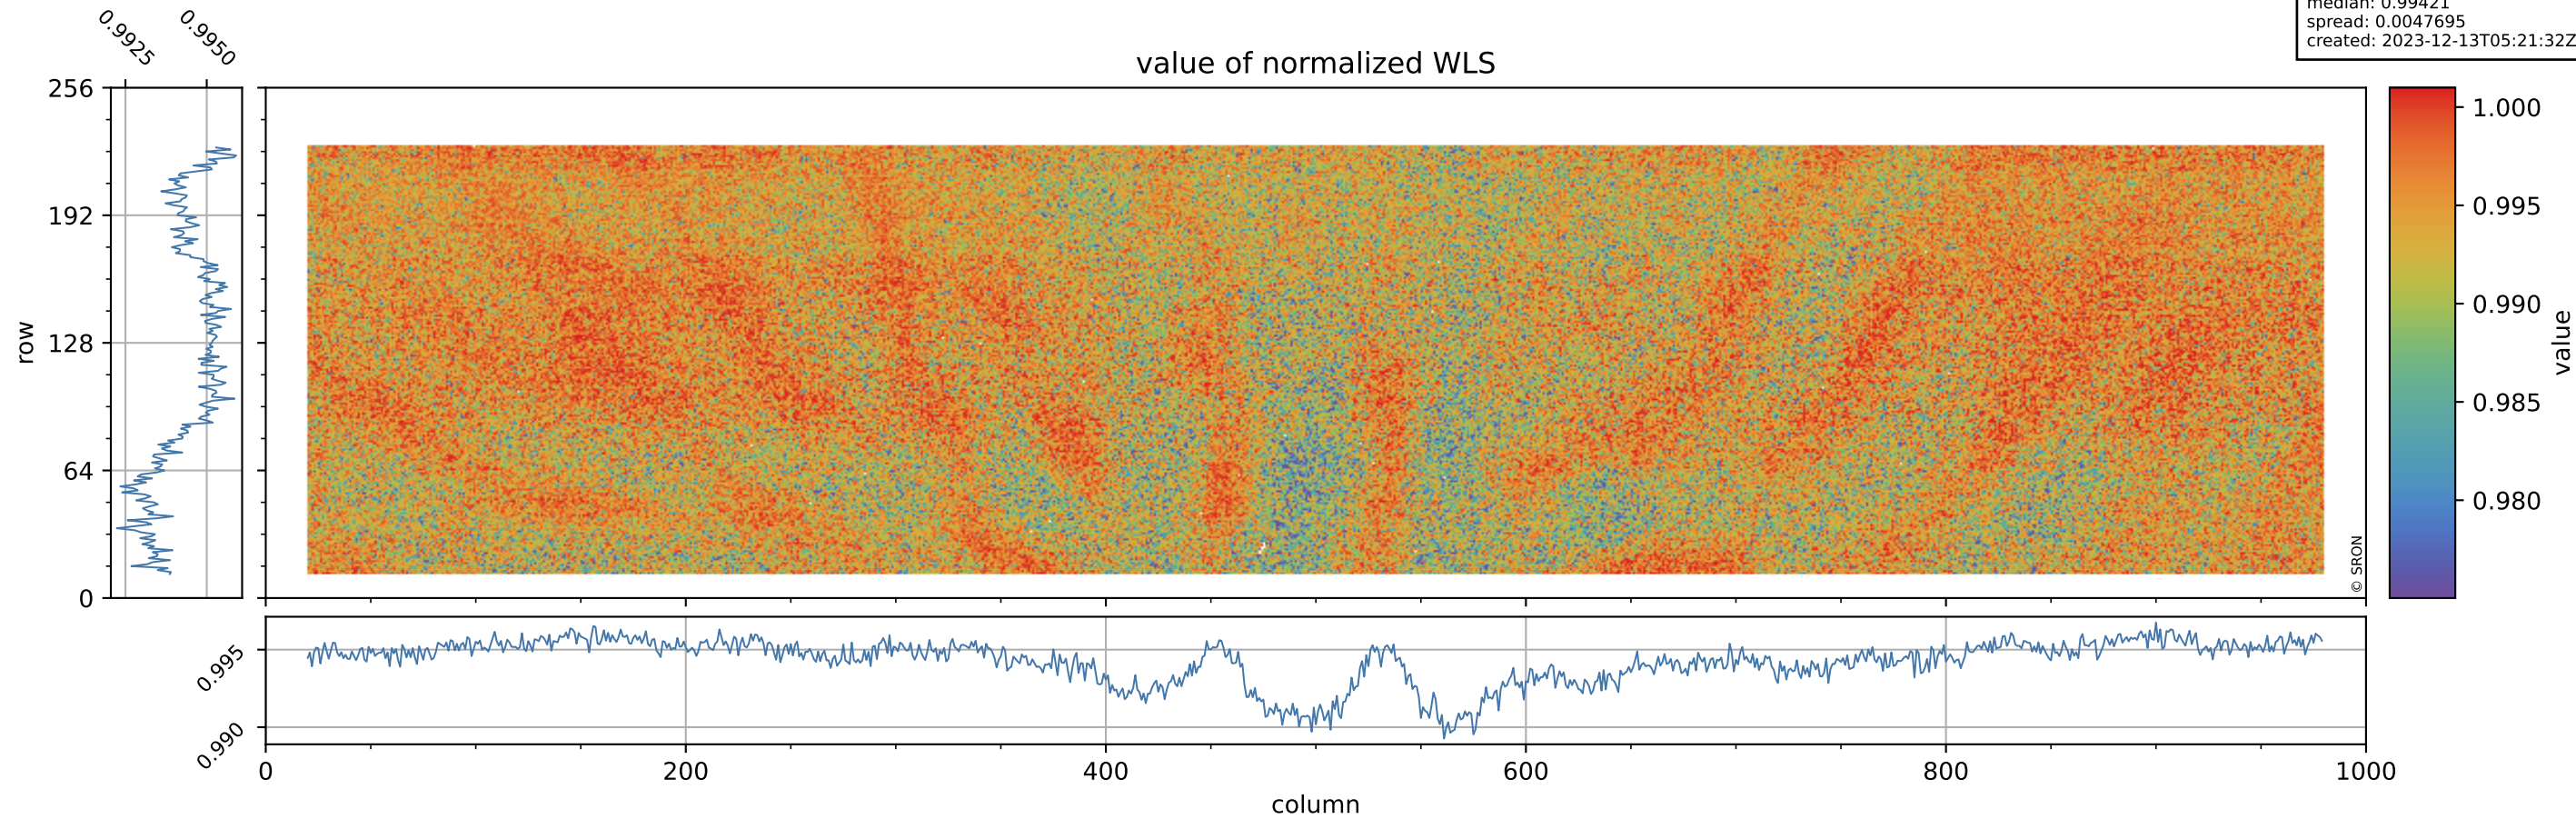 median: 0.99421
spread: 0.0047695
created: 2023-12-13T05:21:32Z
0.9925 0.9950
value of normalized WLS
256
192
128
64
0
row
1.000
0.995
0.990
0.985
0.980
value
© SRON
0.995
0.990
0 200 400 600 800 1000
column